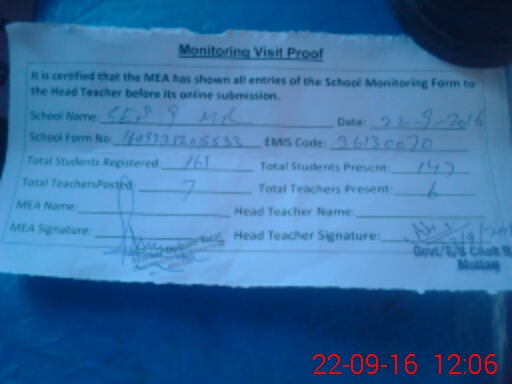 Monitoring Visit Proof
It is certified that the MEA has shown all entries of the School Monitoring Form to
the Head Teacher before its online submission.
School Name: Date: 22-9-2016
School Form No: EMIS Code: 36130070
Total Students Registered: 161 Total Students Present: 147
Total TeachersPosted: 7 Total Teachers Present: 6
MEA Name: Head Teacher Name:
MEA Signature: Head Teacher Signature:
Chak
22-09-16 12:06